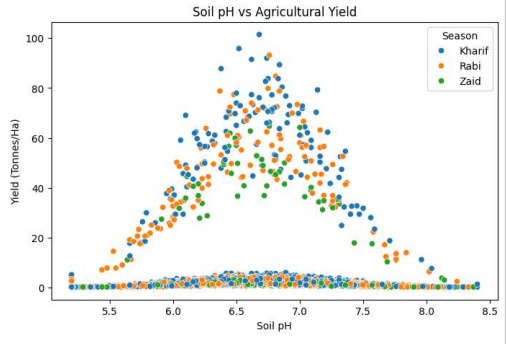 Soil pH vs Agricultural Yield
Season
Kharif
Rabi
Zaid
Yield (Tonnes/Ha)
100
80
60
40
20
0
5.5 6.0 6.5 7.0 7.5 8.0 8.5
Soil pH